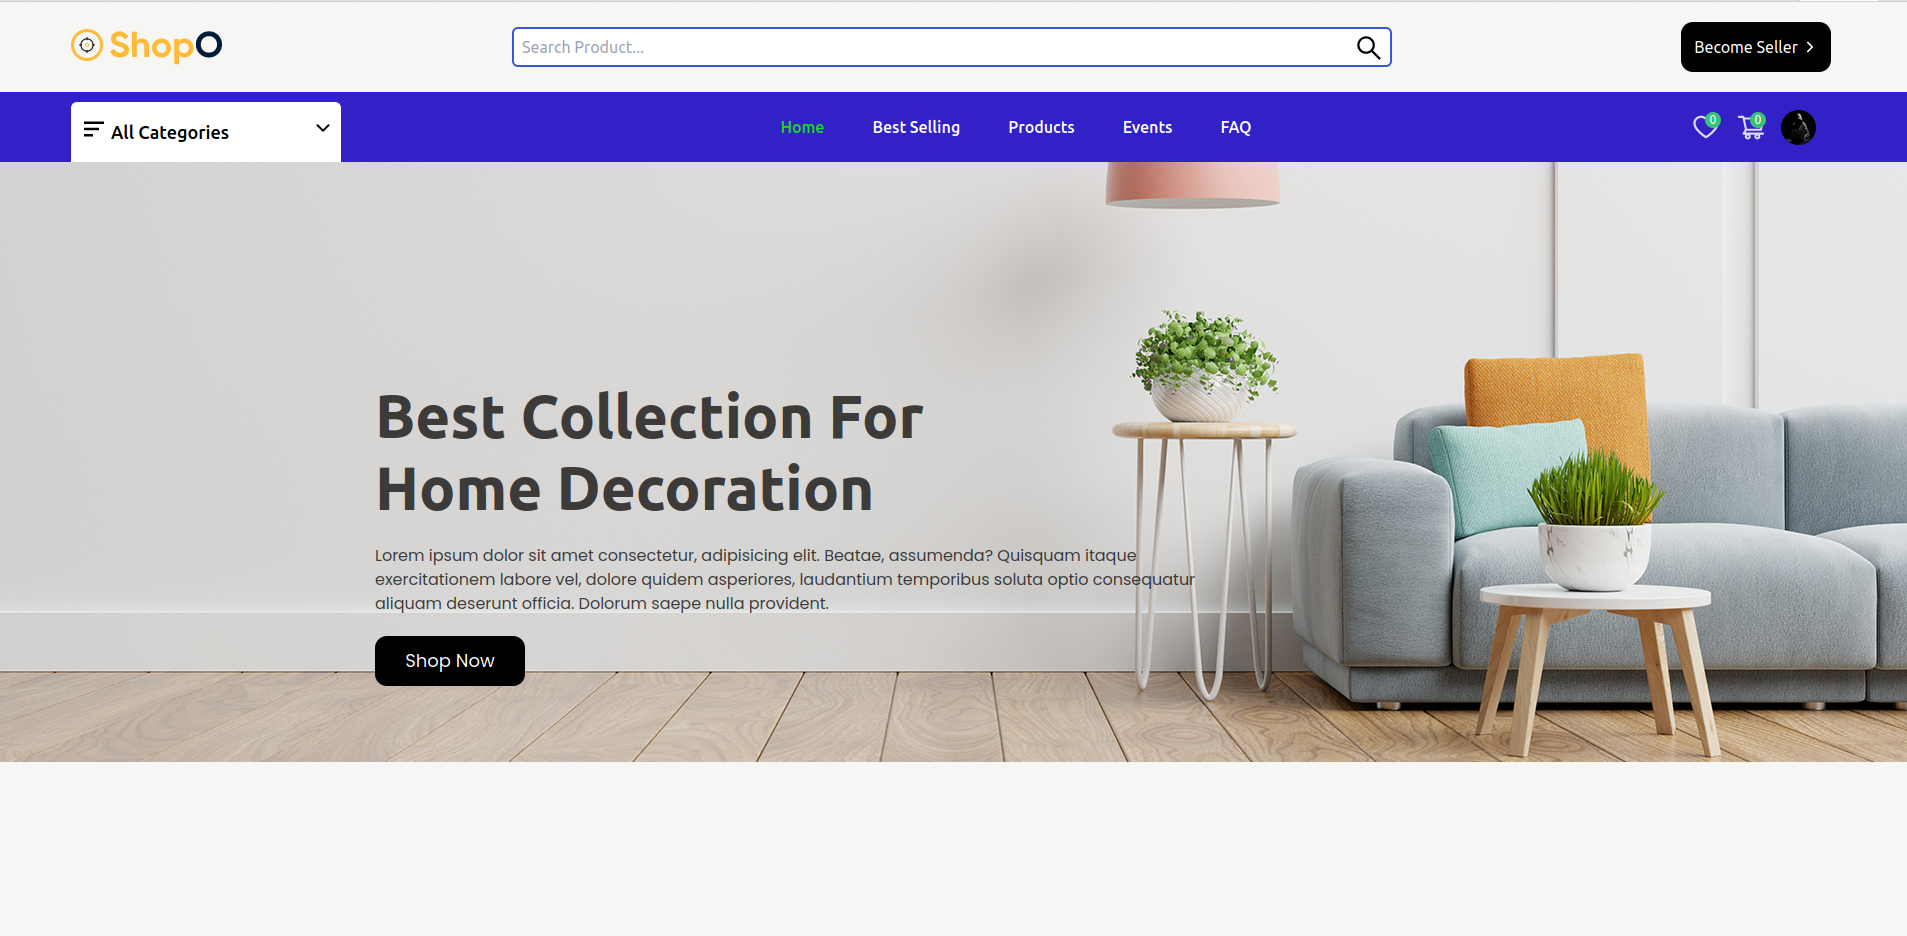 ShopO
Search Product...
Become Seller
All Categories
Home Best Selling Products Events FAQ
0 0
Best Collection For
Home Decoration
Lorem ipsum dolor sit amet consectetur, adipisicing elit. Beatae, assumenda? Quisquam itaque
exercitationem labore vel, dolore quidem asperiores, laudantium temporibus soluta optio consequatur
aliquam deserunt officia. Dolorum saepe nulla provident.
Shop Now